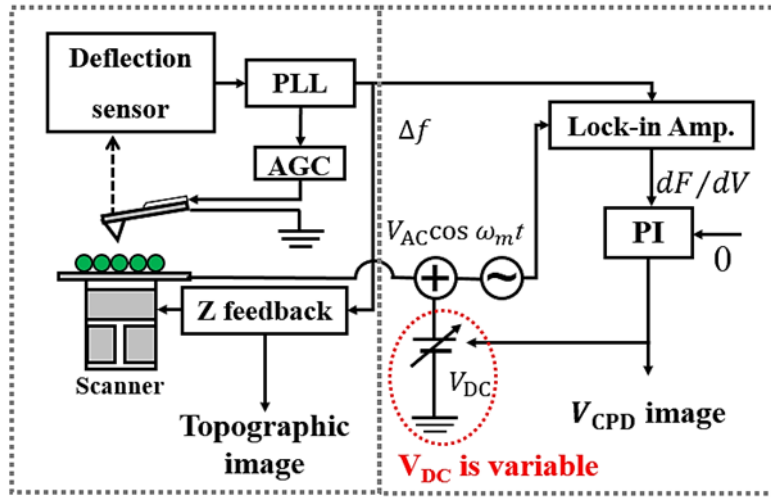 Deflection
sensor
PLL
AGC
Δf
Lock-in Amp.
dF/dV
PI
0
V_AC cos ω_m t
+
~
Z feedback
Scanner
V_DC
Topographic
image
V_CPD image
V_DC is variable